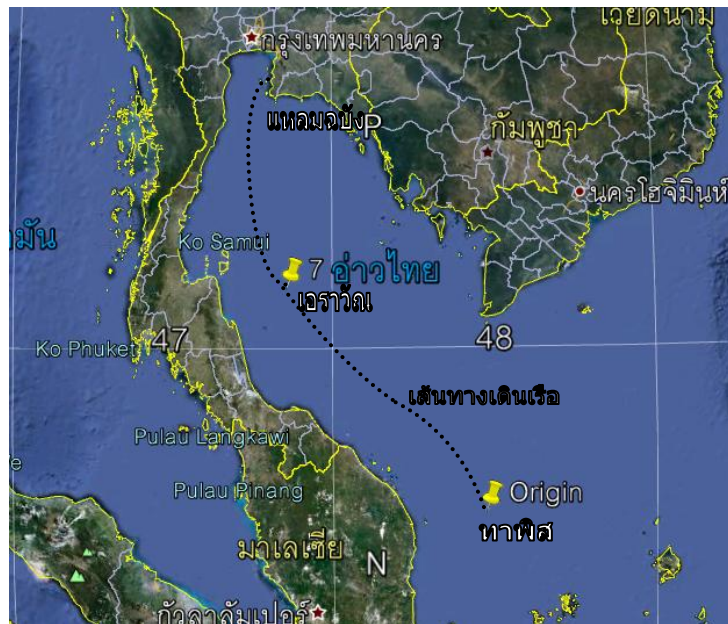 เวียดนาม
กรุงเทพมหานคร
แหลมฉบัง
P
กัมพูชา
นครโฮจิมินห์
มัน
Ko Samui
7
อ่าวไทย
เอราวัณ
Ko Phuket
47
48
เส้นทางเดินเรือ
Pulau Langkawi
Pulau Pinang
Origin
ทาพิส
มาเลเซีย
N
กัวลาลัมเปอร์